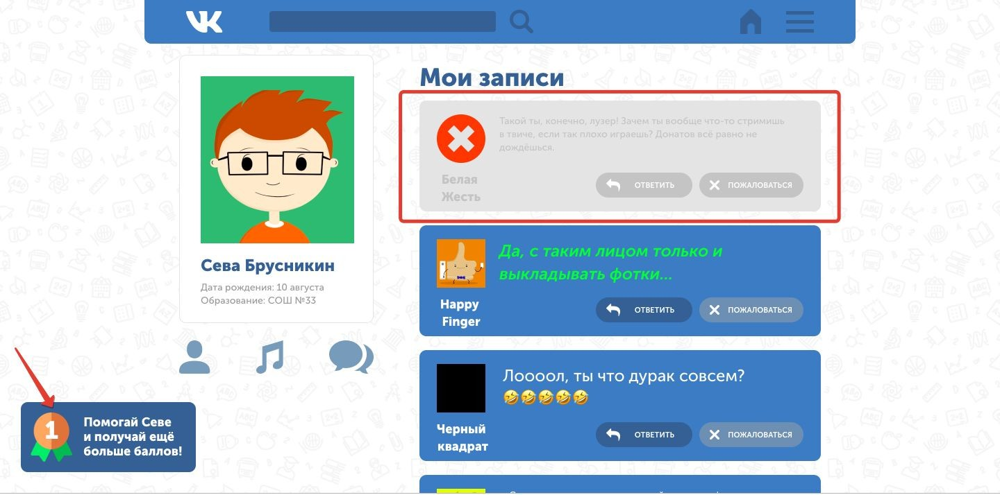 VK
Мои записи
Такой ты, конечно, лузер! Зачем ты вообще что-то стримишь
в твиче, если так плохо играешь? Донатов всё равно не
дождёшься.
Белая
Жесть
ОТВЕТИТЬ
ПОЖАЛОВАТЬСЯ
Да, с таким лицом только и
выкладывать фотки...
Happy
Finger
ОТВЕТИТЬ
ПОЖАЛОВАТЬСЯ
Лоооол, ты что дурак совсем?
🤣🤣🤣🤣🤣
Черный
квадрат
ОТВЕТИТЬ
ПОЖАЛОВАТЬСЯ
Сева Брусникин
Дата рождения: 10 августа
Образование: СОШ №33
1
Помогай Севе
и получай ещё
больше баллов!